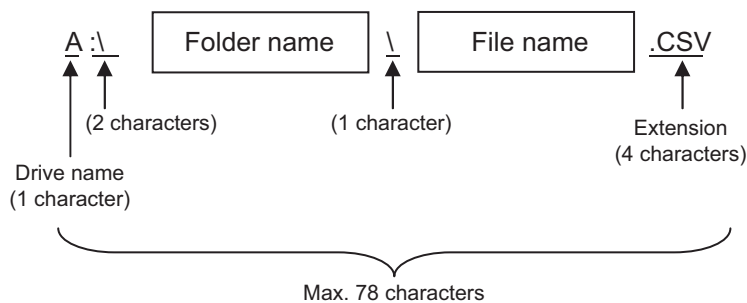 A :\ Folder name \ File name .CSV
(2 characters) (1 character) Extension
(4 characters)
Drive name
(1 character)
Max. 78 characters